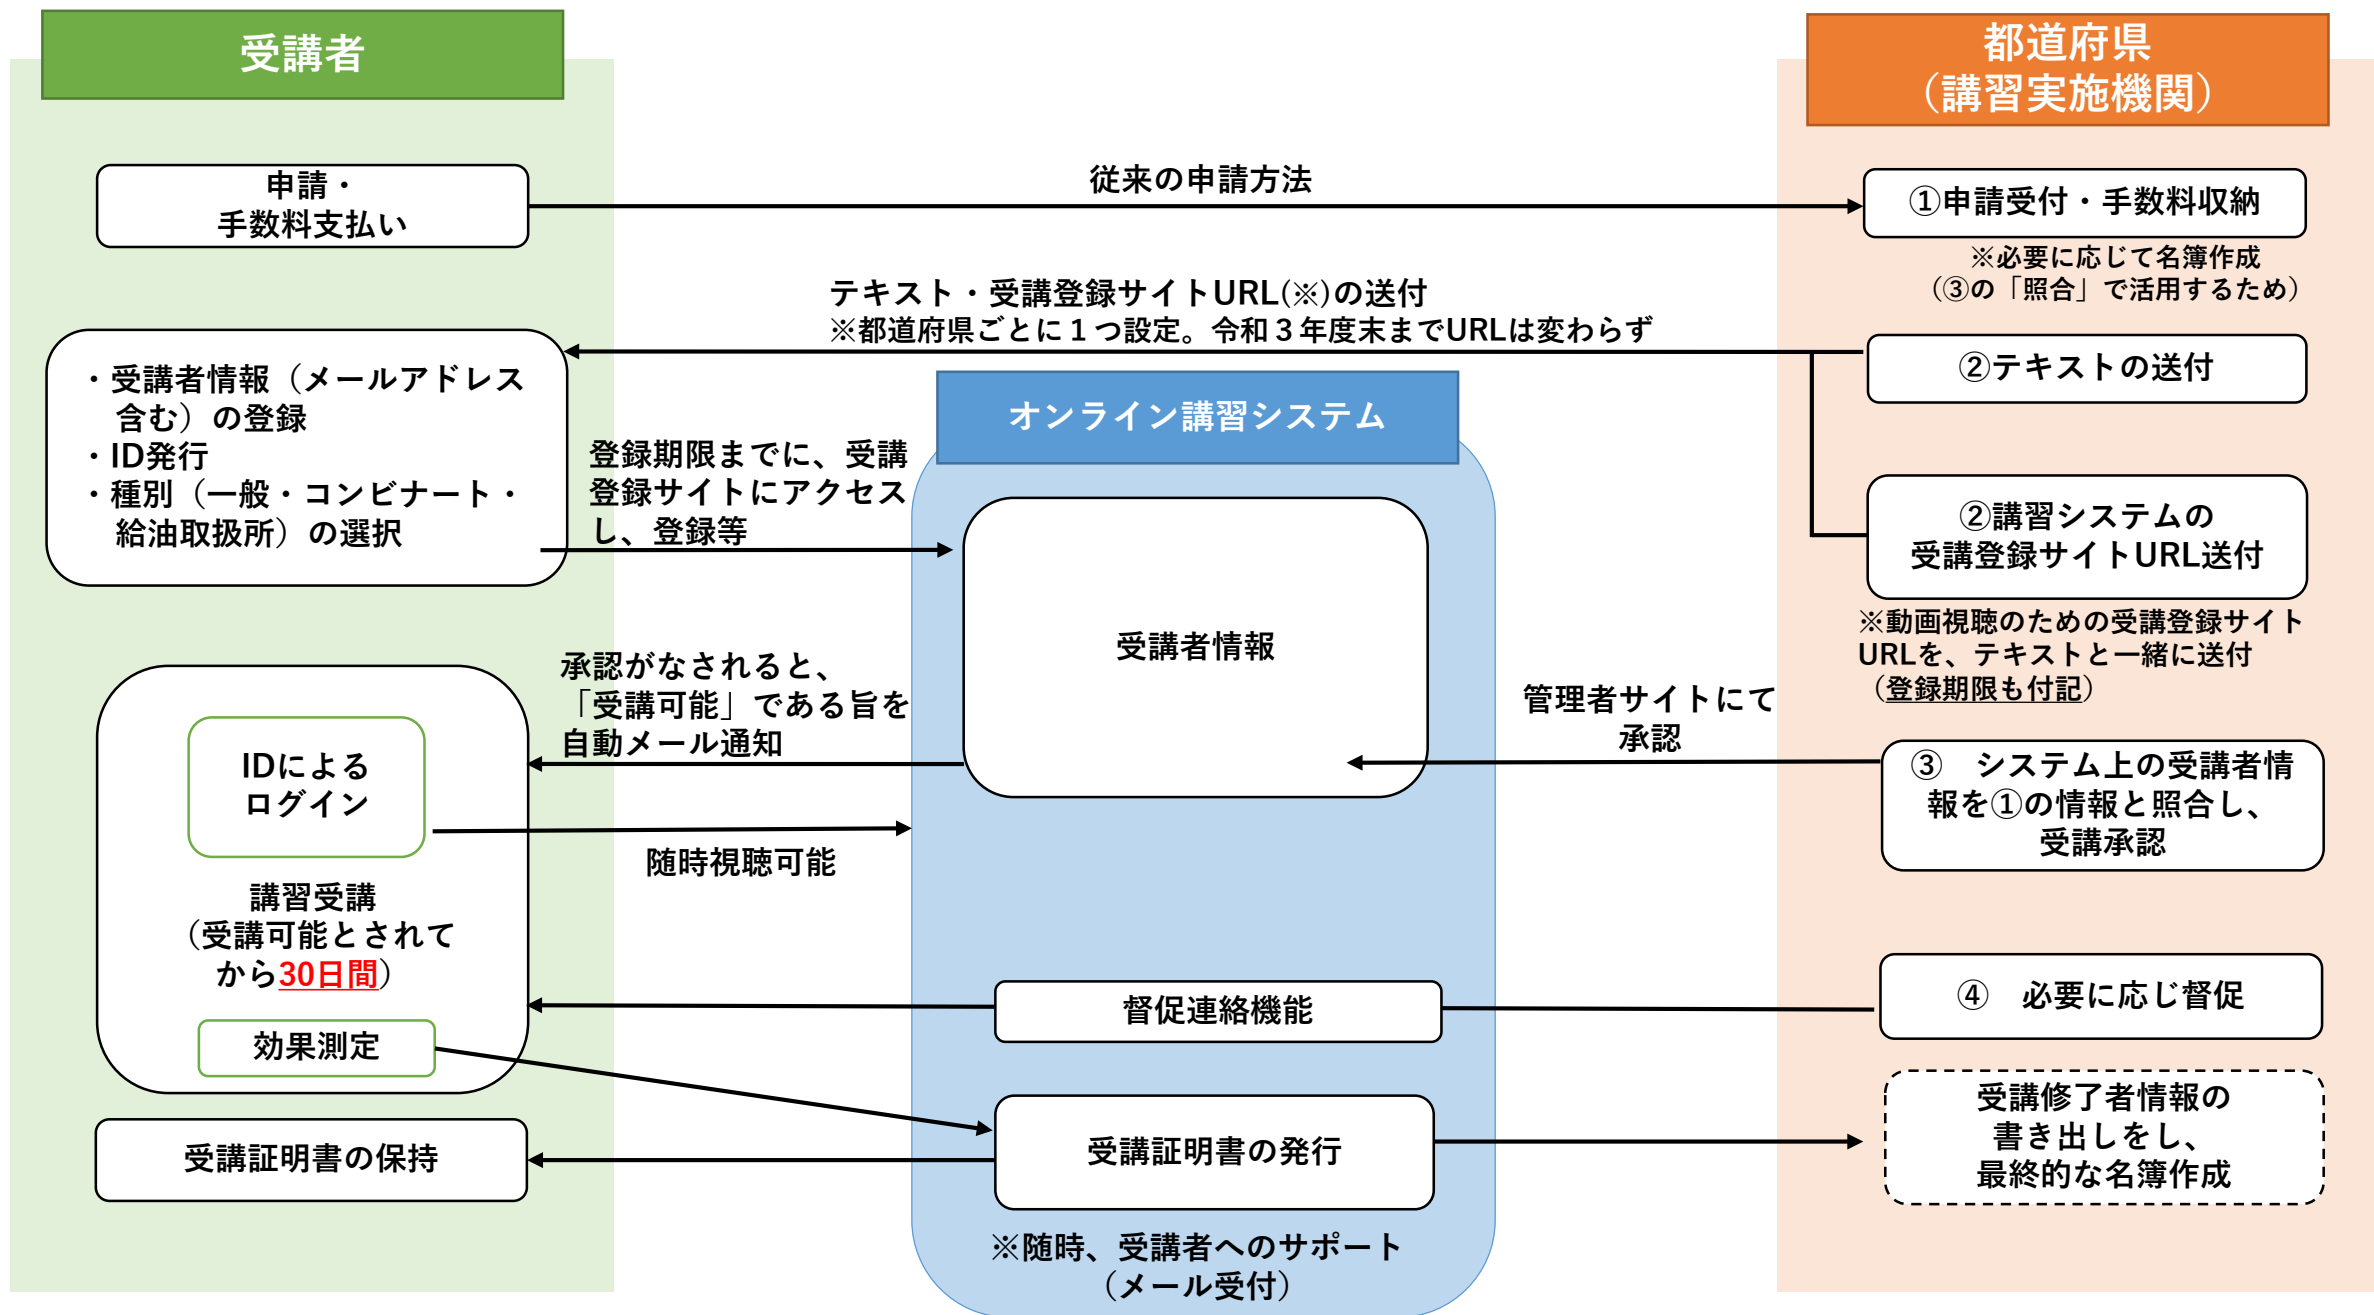 受講者
都道府県
（講習実施機関）
申請・
手数料支払い
従来の申請方法
①申請受付・手数料収納
※必要に応じて名簿作成
（③の「照合」で活用するため）
テキスト・受講登録サイトURL(※)の送付
※都道府県ごとに１つ設定。令和３年度末までURLは変わらず
②テキストの送付
・受講者情報（メールアドレス
含む）の登録
・ID発行
・種別（一般・コンビナート・
給油取扱所）の選択
オンライン講習システム
登録期限までに、受講
登録サイトにアクセス
し、登録等
②講習システムの
受講登録サイトURL送付
※動画視聴のための受講登録サイト
URLを、テキストと一緒に送付
（登録期限も付記）
受講者情報
承認がなされると、
「受講可能」である旨を
自動メール通知
管理者サイトにて
承認
③　システム上の受講者情
報を①の情報と照合し、
受講承認
IDによる
ログイン
随時視聴可能
講習受講
（受講可能とされて
から30日間）
督促連絡機能
④　必要に応じ督促
効果測定
受講証明書の保持
受講証明書の発行
受講修了者情報の
書き出しをし、
最終的な名簿作成
※随時、受講者へのサポート
（メール受付）